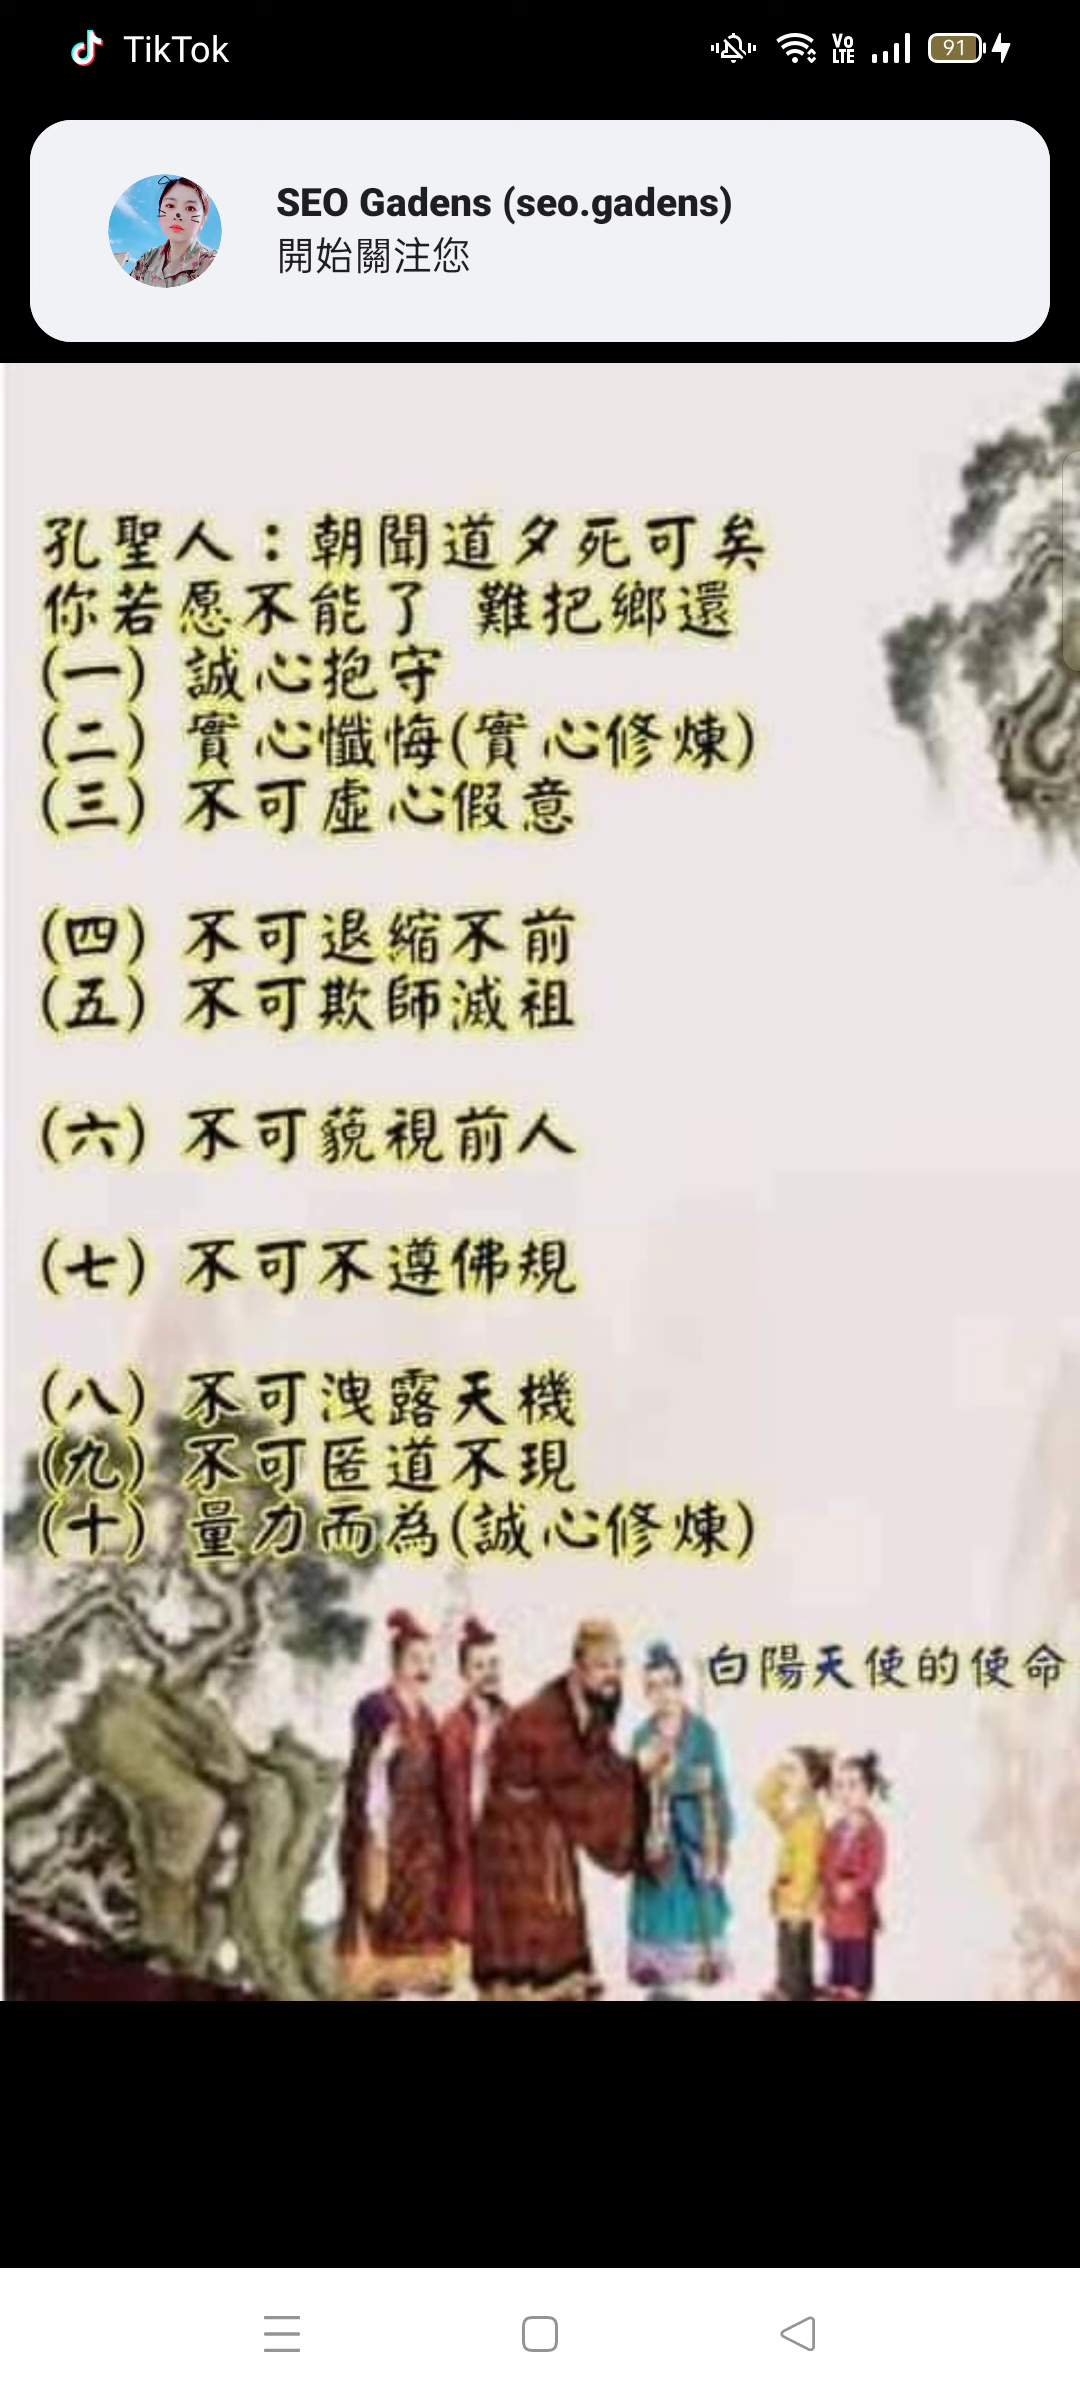 TikTok
Vo LTE
91
SEO Gadens (seo.gadens)
開始關注您
孔聖人：朝聞道夕死可矣
你若愿不能了 難把鄉還
(一) 誠心抱守
(二) 實心懺悔(實心修煉)
(三) 不可虛心假意
(四) 不可退縮不前
(五) 不可欺師滅祖
(六) 不可藐視前人
(七) 不可不遵佛規
(八) 不可洩露天機
(九) 不可匿道不現
(十) 量力而為(誠心修煉)
白陽天使的使命